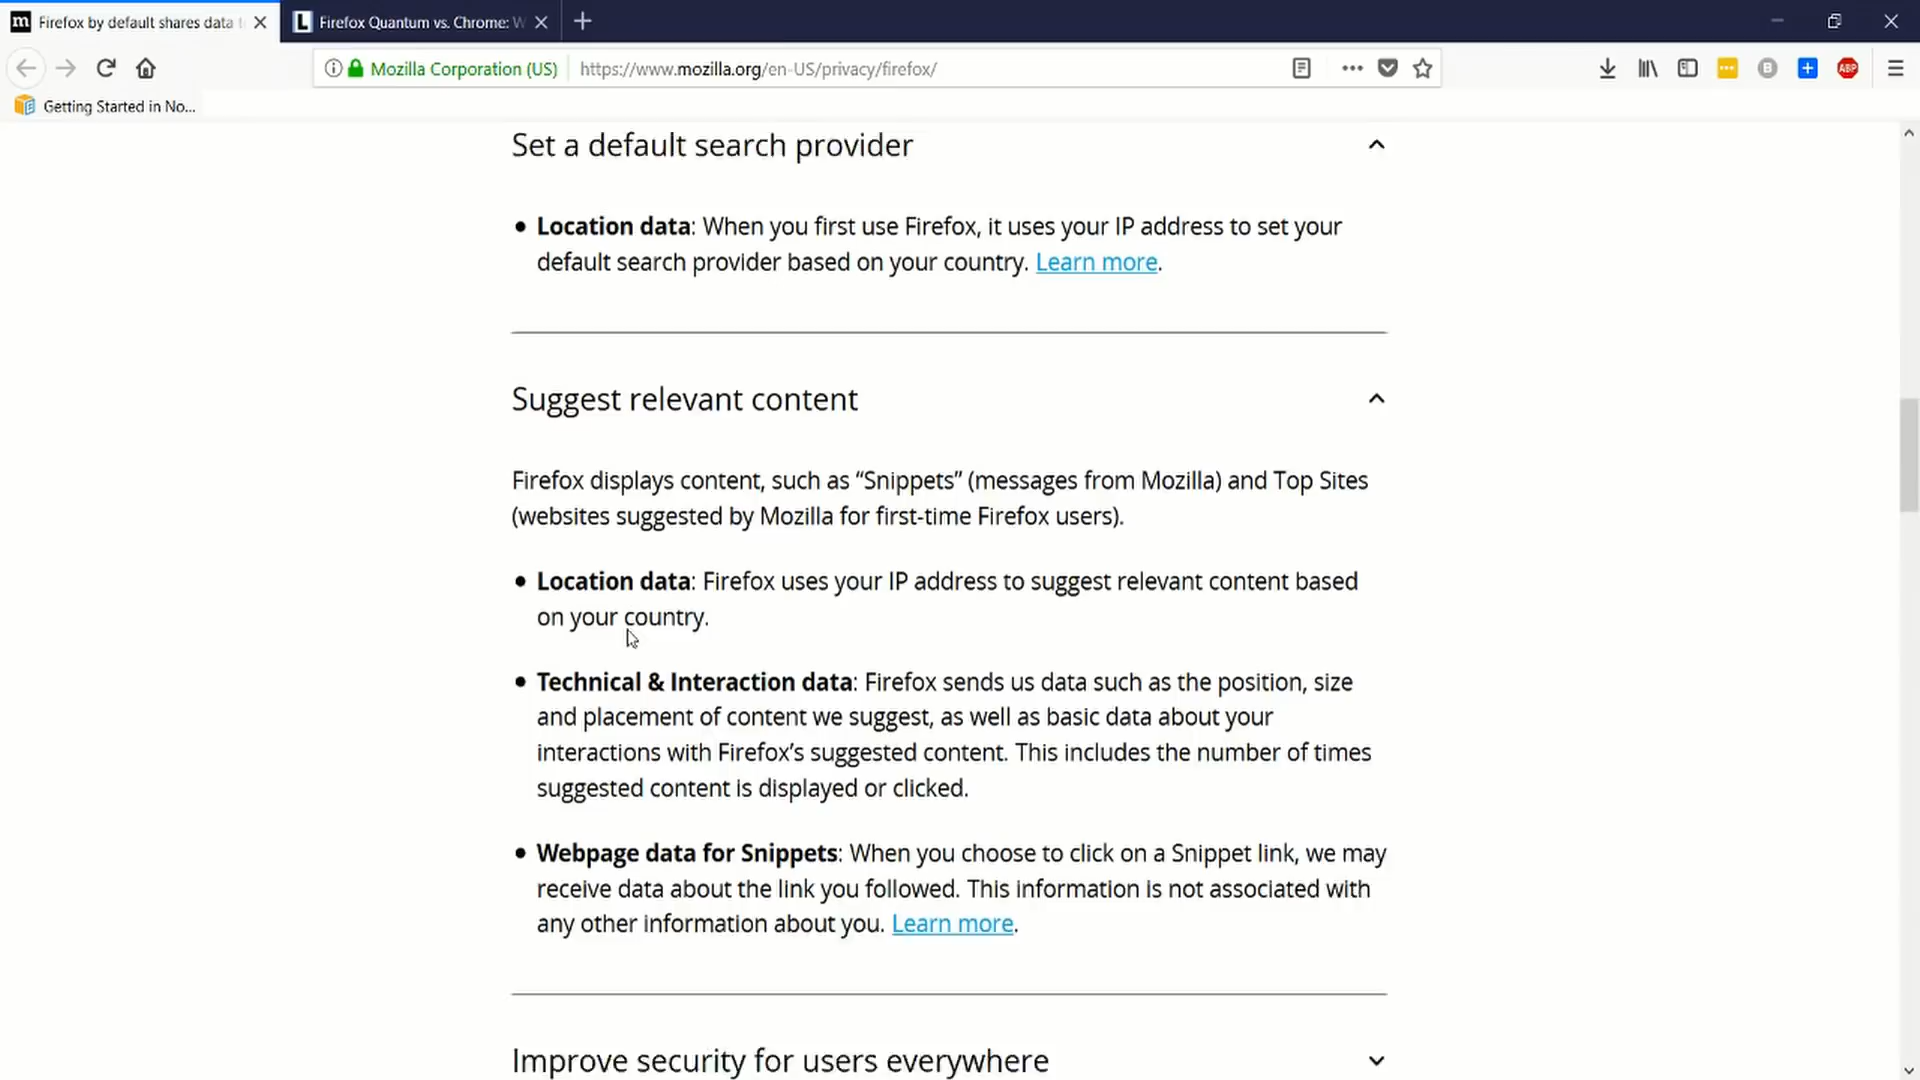 m Firefox by default shares data t
L Firefox Quantum vs. Chrome: W
Mozilla Corporation (US) https://www.mozilla.org/en-US/privacy/firefox/
B
ABP
Getting Started in No...
Set a default search provider
• Location data: When you first use Firefox, it uses your IP address to set your
default search provider based on your country. Learn more.
Suggest relevant content
Firefox displays content, such as “Snippets” (messages from Mozilla) and Top Sites
(websites suggested by Mozilla for first-time Firefox users).
• Location data: Firefox uses your IP address to suggest relevant content based
on your country.
• Technical & Interaction data: Firefox sends us data such as the position, size
and placement of content we suggest, as well as basic data about your
interactions with Firefox’s suggested content. This includes the number of times
suggested content is displayed or clicked.
• Webpage data for Snippets: When you choose to click on a Snippet link, we may
receive data about the link you followed. This information is not associated with
any other information about you. Learn more.
Improve security for users everywhere